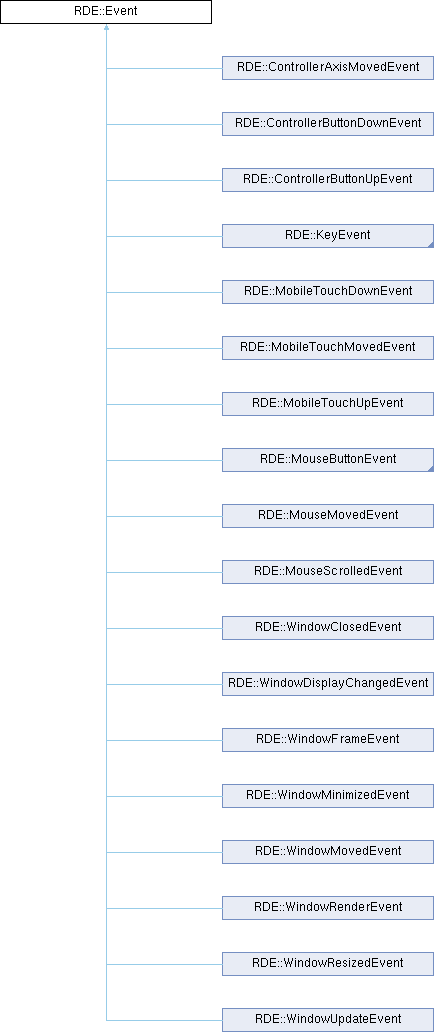 RDE::Event
RDE::ControllerAxisMovedEvent
RDE::ControllerButtonDownEvent
RDE::ControllerButtonUpEvent
RDE::KeyEvent
RDE::MobileTouchDownEvent
RDE::MobileTouchMovedEvent
RDE::MobileTouchUpEvent
RDE::MouseButtonEvent
RDE::MouseMovedEvent
RDE::MouseScrolledEvent
RDE::WindowClosedEvent
RDE::WindowDisplayChangedEvent
RDE::WindowFrameEvent
RDE::WindowMinimizedEvent
RDE::WindowMovedEvent
RDE::WindowRenderEvent
RDE::WindowResizedEvent
RDE::WindowUpdateEvent